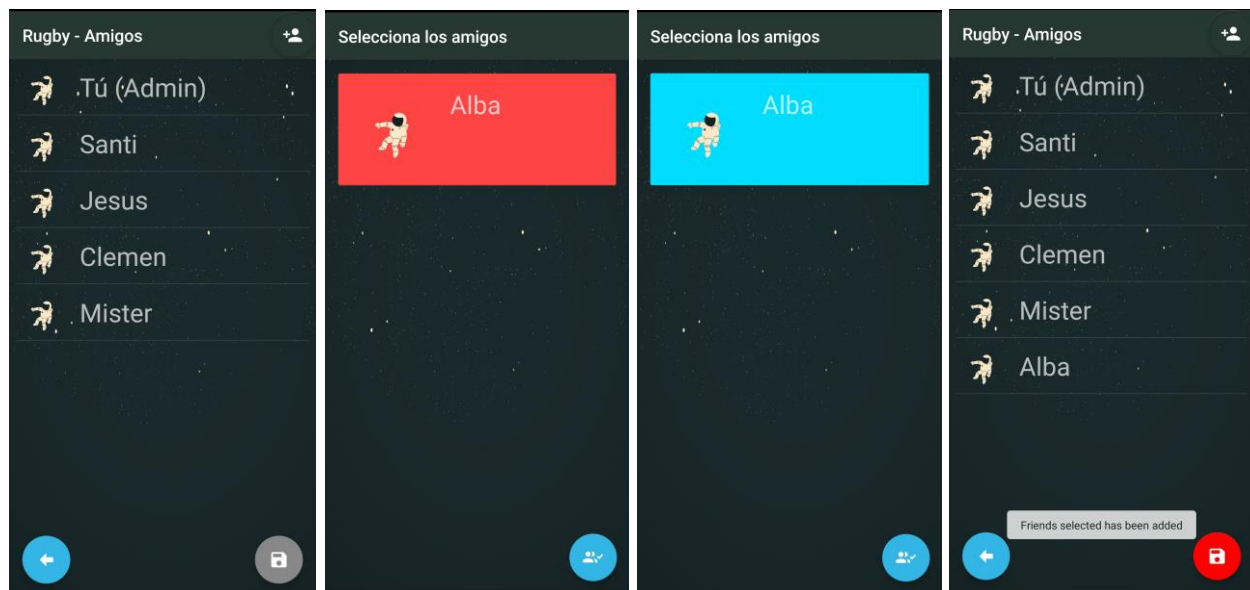 Rugby - Amigos
Tú (Admin)
Santi
Jesus
Clemen
Mister
Selecciona los amigos
Alba
Selecciona los amigos
Alba
Rugby - Amigos
Tú (Admin)
Santi
Jesus
Clemen
Mister
Alba
Friends selected has been added